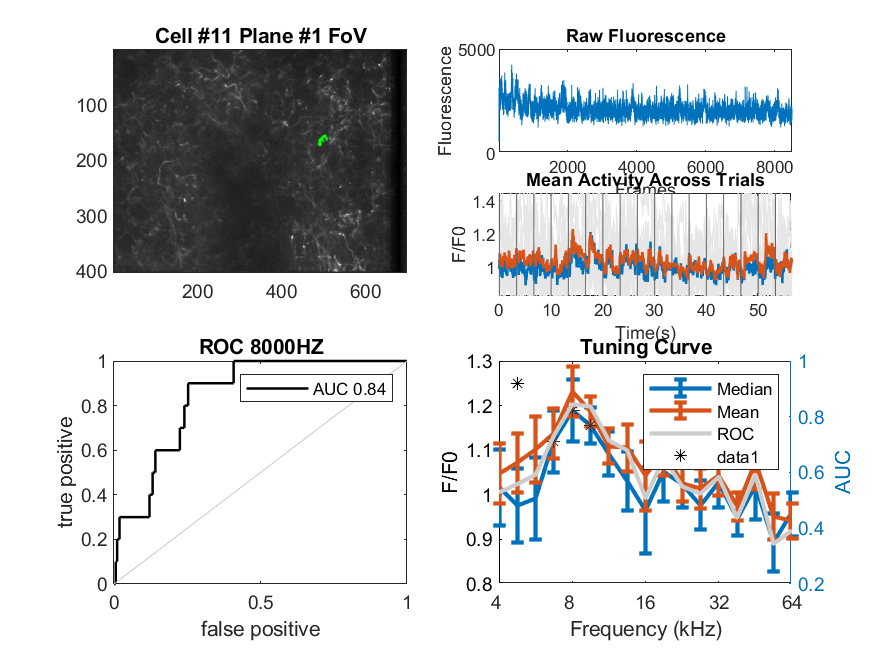 Cell #11 Plane #1 FoV
100
200
300
400
200
400
600
Raw Fluorescence
Fluorescence
5000
0
2000
4000
6000
8000
Frames
Mean Activity Across Trials
F/F0
1.4
1.2
1
0
10
20
30
40
50
Time(s)
ROC 8000HZ
true positive
1
0.8
0.6
0.4
0.2
0
AUC 0.84
0
0.5
1
false positive
Tuning Curve
F/F0
1.3
1.2
1.1
1
0.9
0.8
Median
Mean
ROC
data1
1
0.8
0.6
0.4
0.2
AUC
4
8
16
32
64
Frequency (kHz)